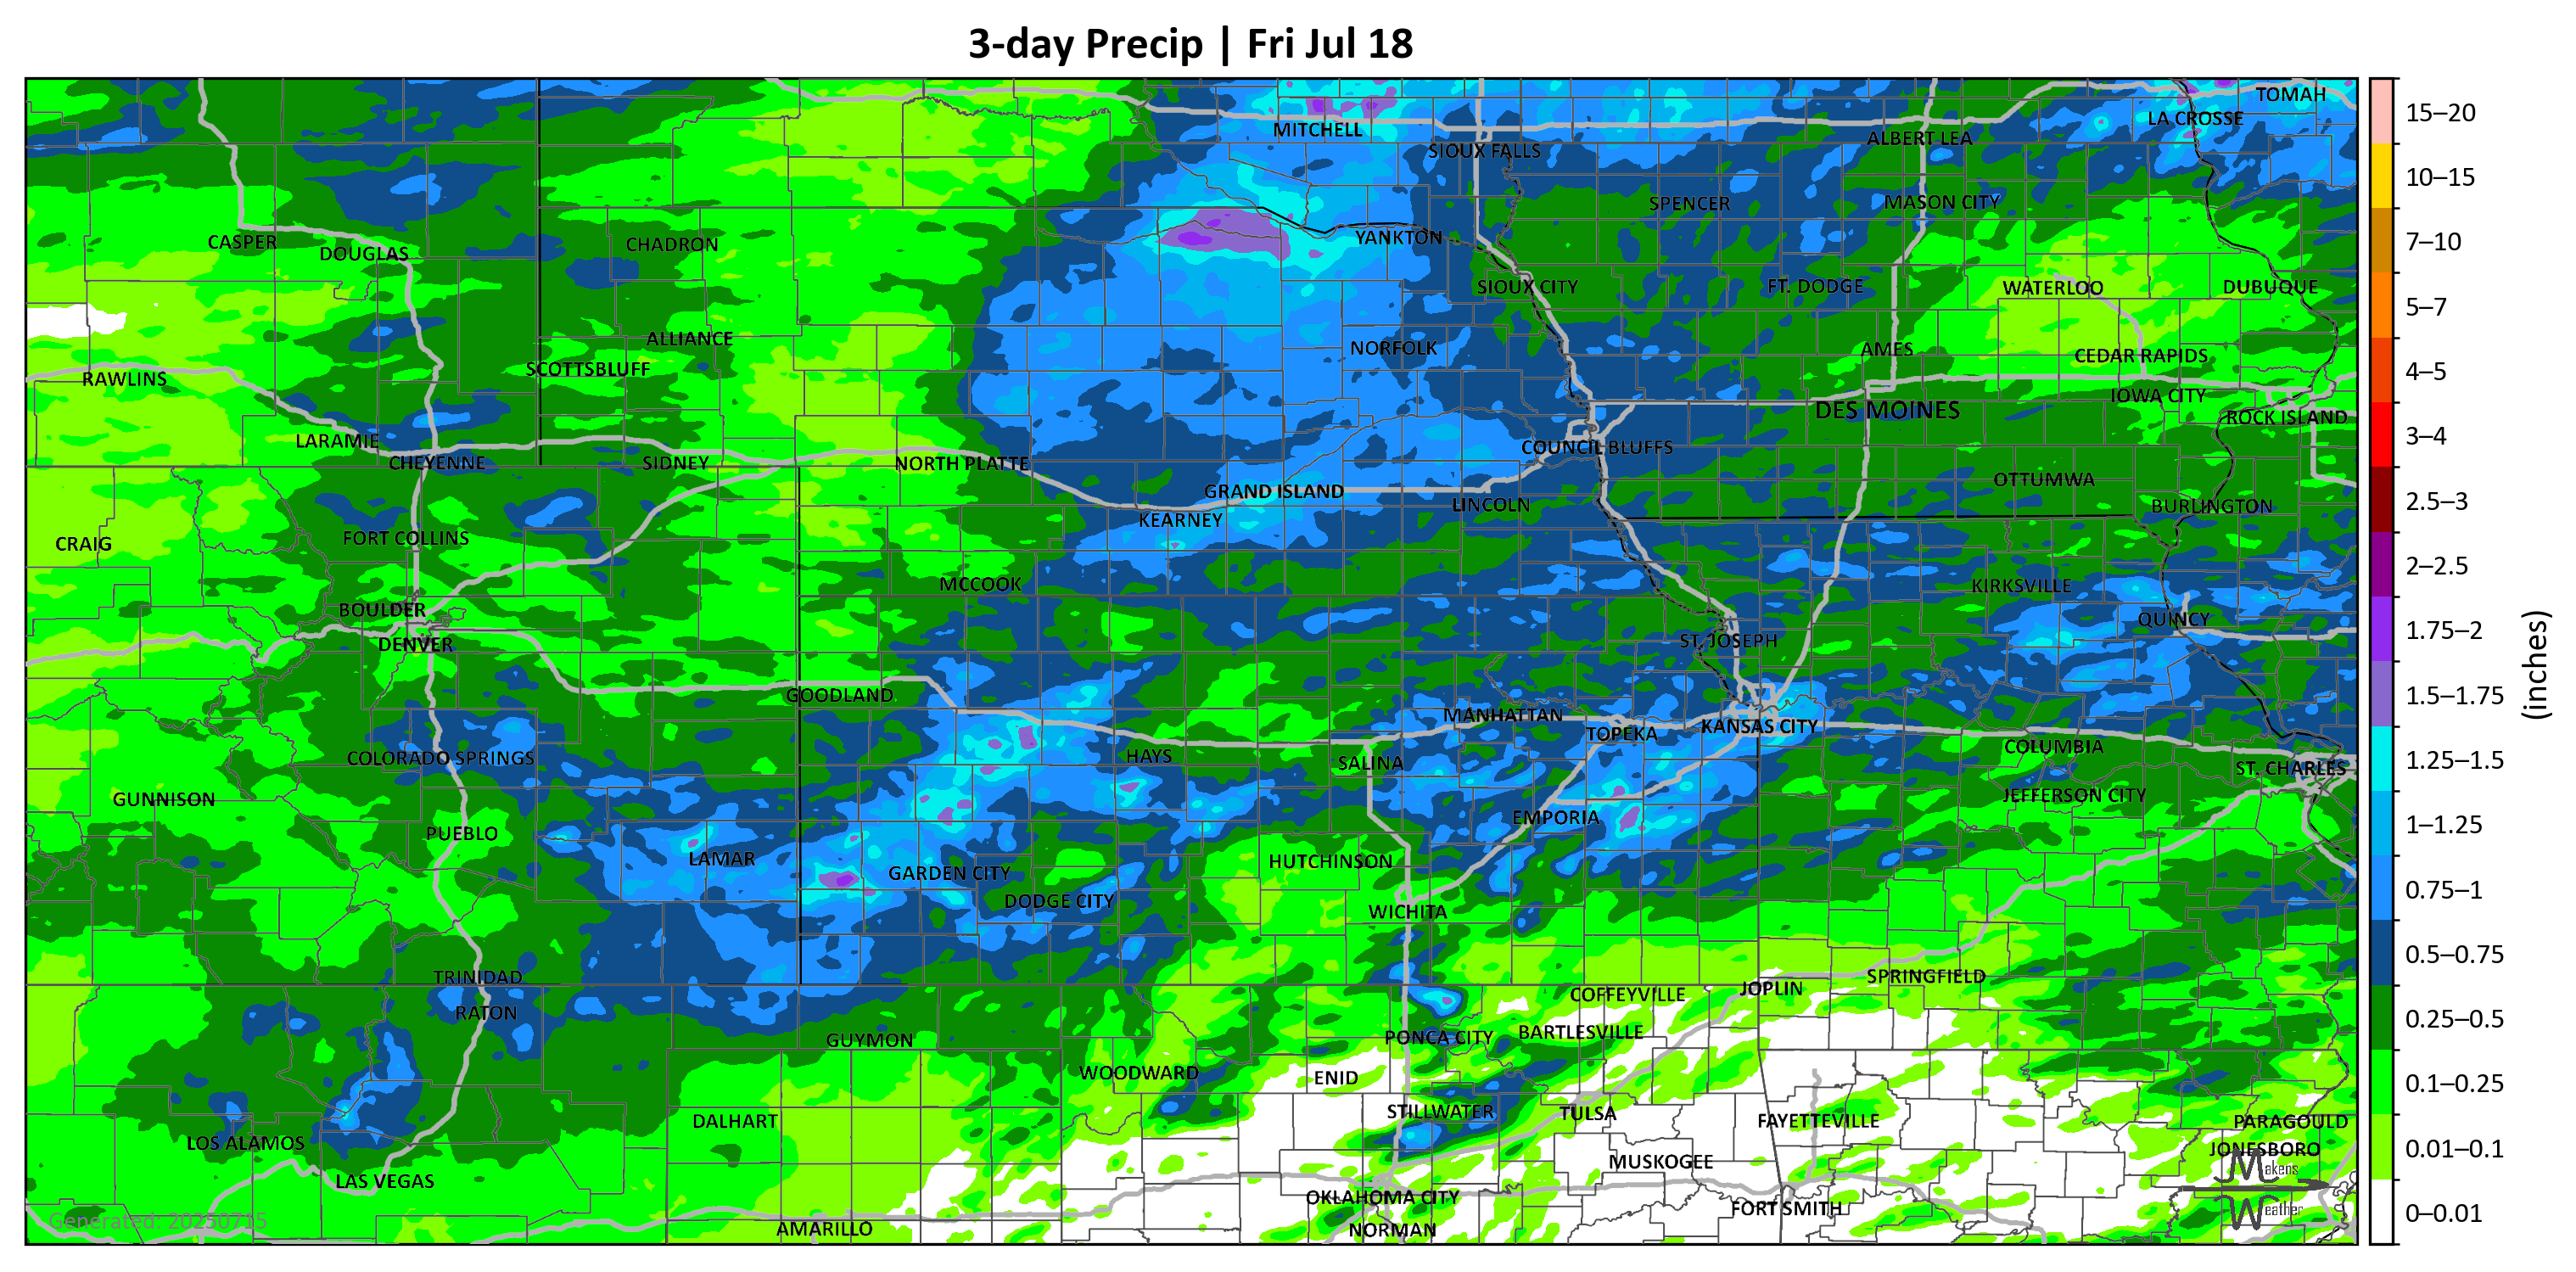 3-day Precip | Fri Jul 18
TOMAH
LA CROSSE
MITCHELL
ALBERT LEA
SIOUX FALLS
SPENCER
MASON CITY
CASPER
DOUGLAS
CHADRON
YANKTON
SIOUX CITY
FT. DODGE
WATERLOO
DUBUQUE
ALLIANCE
NORFOLK
AMES
CEDAR RAPIDS
SCOTTSBLUFF
RAWLINS
IOWA CITY
DES MOINES
ROCK ISLAND
LARAMIE
COUNCIL BLUFFS
CHEYENNE
SIDNEY
NORTH PLATTE
OTTUMWA
GRAND ISLAND
LINCOLN
BURLINGTON
KEARNEY
FORT COLLINS
CRAIG
MCCOOK
KIRKSVILLE
BOULDER
QUINCY
DENVER
ST. JOSEPH
GOODLAND
MANHATTAN
KANSAS CITY
TOPEKA
COLUMBIA
COLORADO SPRINGS
HAYS
SALINA
ST. CHARLES
GUNNISON
JEFFERSON CITY
EMPORIA
PUEBLO
LAMAR
HUTCHINSON
GARDEN CITY
DODGE CITY
WICHITA
TRINIDAD
SPRINGFIELD
JOPLIN
COFFEYVILLE
RATON
BARTLESVILLE
PONCA CITY
GUYMON
WOODWARD
ENID
STILLWATER
TULSA
DALHART
FAYETTEVILLE
PARAGOULD
LOS ALAMOS
JONESBORO
MUSKOGEE
Makens
LAS VEGAS
OKLAHOMA CITY
FORT SMITH
Weather
Generated: 20250715
AMARILLO
NORMAN
15–20
10–15
7–10
5–7
4–5
3–4
2.5–3
2–2.5
1.75–2
1.5–1.75
1.25–1.5
1–1.25
0.75–1
0.5–0.75
0.25–0.5
0.1–0.25
0.01–0.1
0–0.01
(inches)